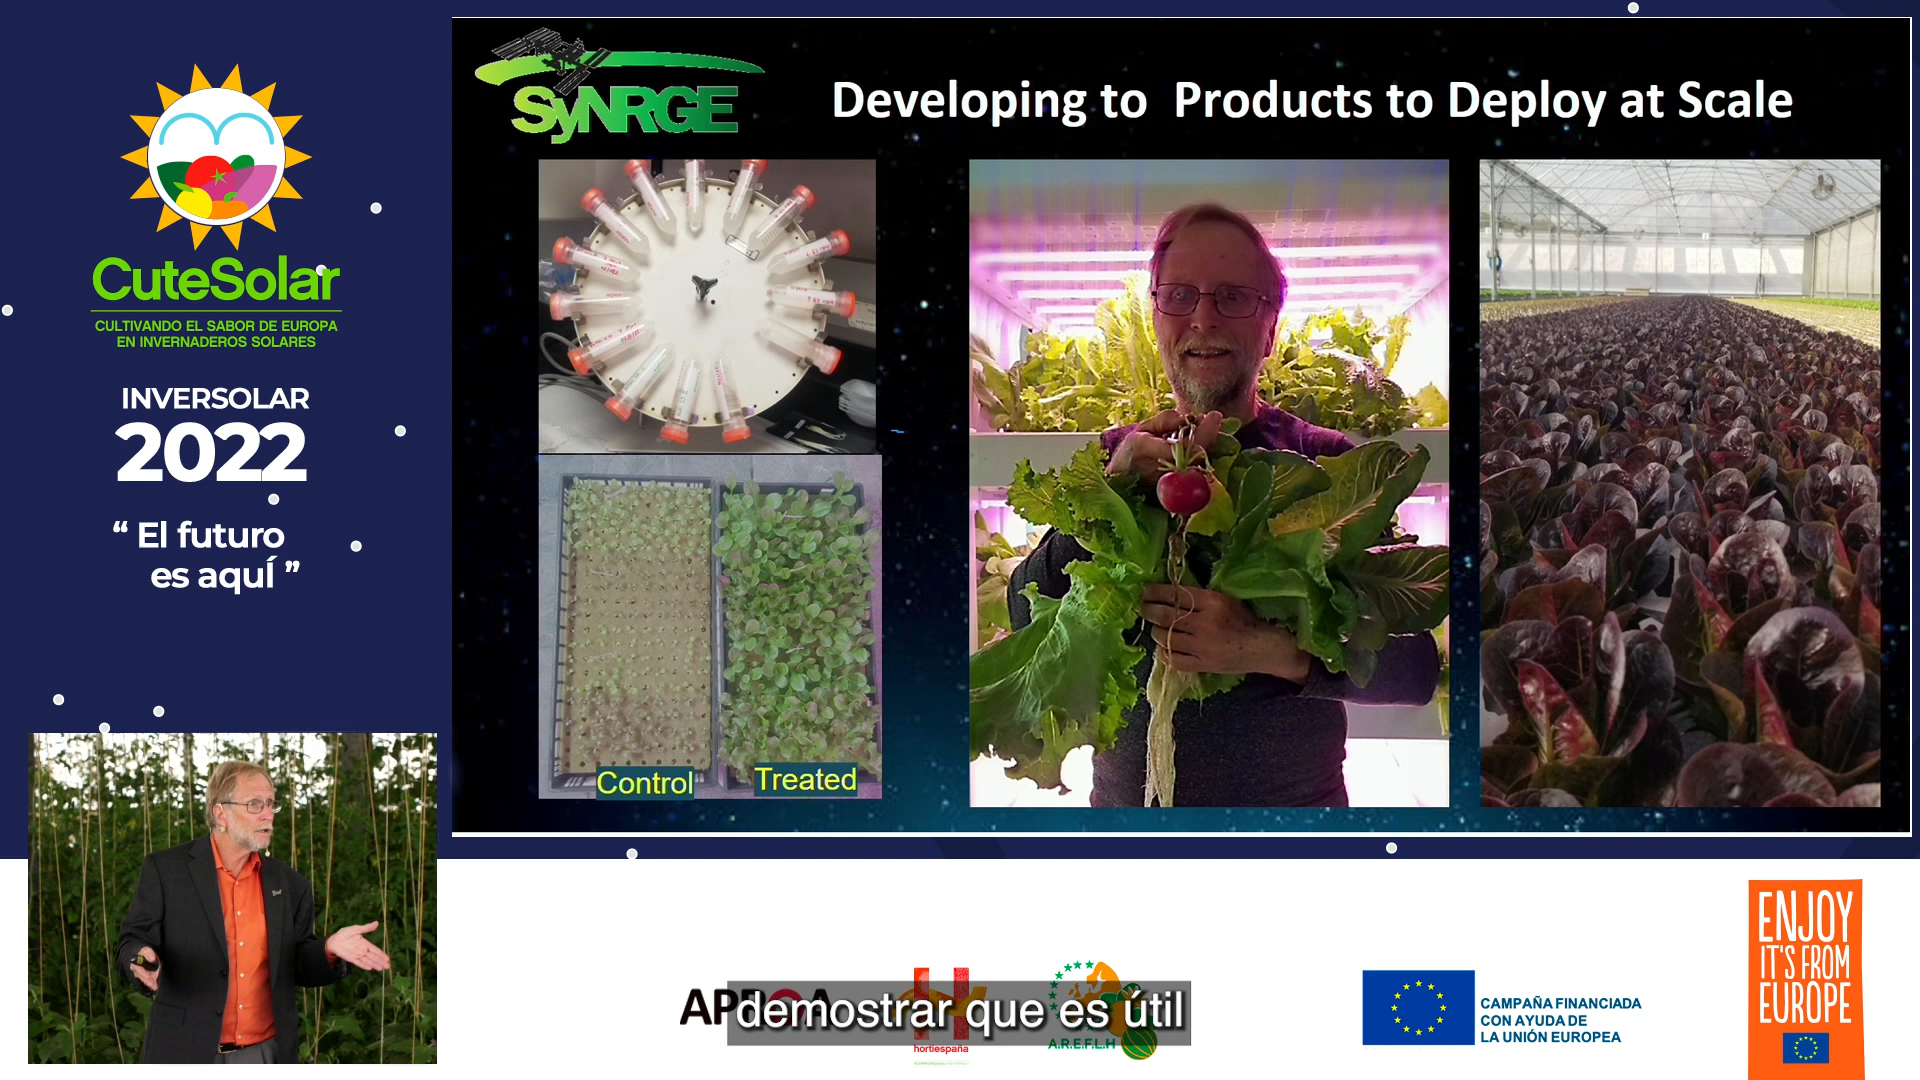 CuteSolar
CULTIVANDO EL SABOR DE EUROPA
EN INVERNADEROS SOLARES
INVERSOLAR
2022
“ El futuro
es aquí ”
SyNRGE
Developing to Products to Deploy at Scale
Control
Treated
demostrar que es útil
hortiespaña
A.R.E.F.L.H
CAMPAÑA FINANCIADA
CON AYUDA DE
LA UNIÓN EUROPEA
ENJOY
IT'S FROM
EUROPE